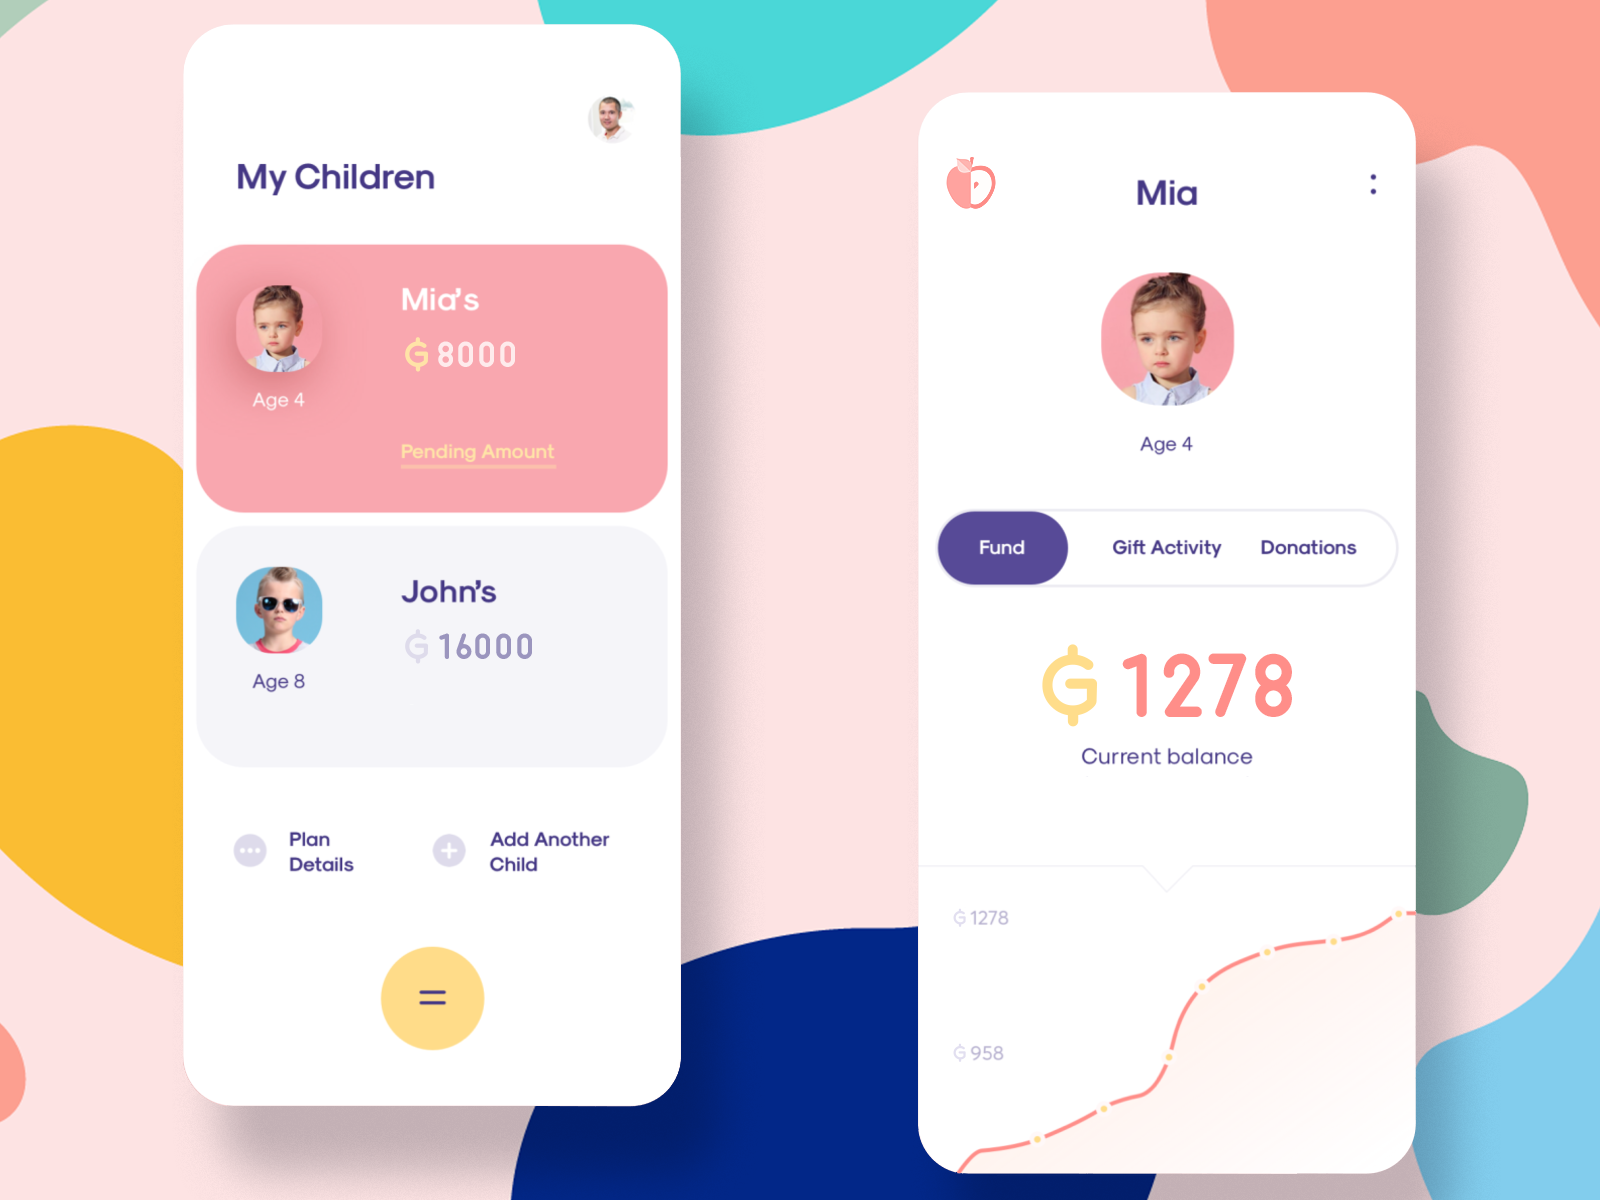 My Children
Mia's
₲ 8000
Age 4
Pending Amount
John's
₲ 16000
Age 8
Plan
Details
Add Another
Child
Mia
Age 4
Fund
Gift Activity
Donations
₲ 1278
Current balance
₲ 1278
₲ 958